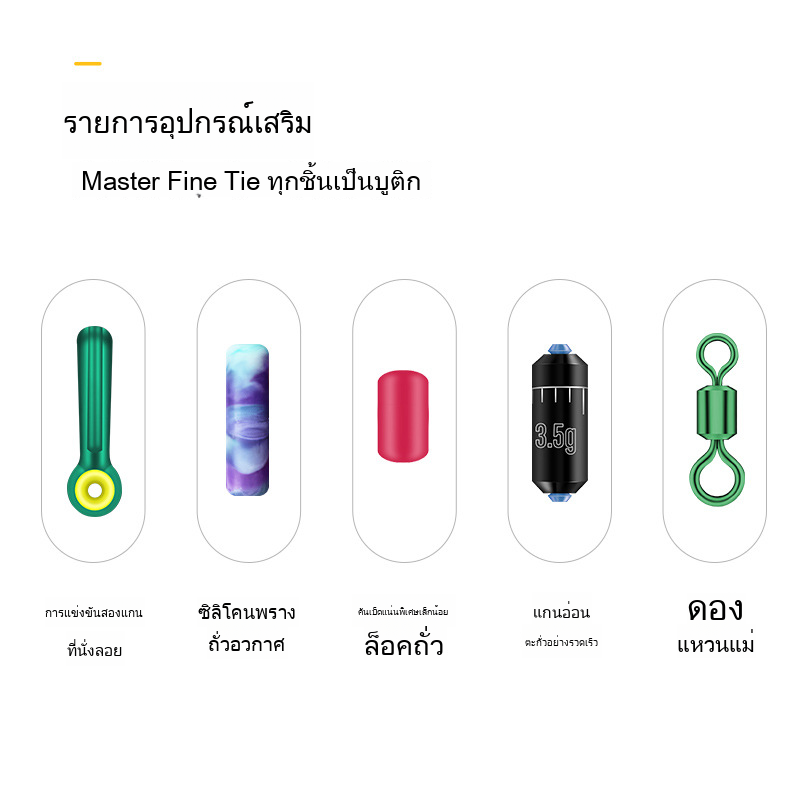 รายการอุปกรณ์เสริม
Master Fine Tie ทุกชิ้นเป็นบูติก
3.5g
การแข่งขันสองแกน
ที่นั่งลอย
ซิลิโคนพราง
ถั่วอวกาศ
คันเบ็ดแน่นพิเศษเล็กน้อย
ล็อคถั่ว
แกนอ่อน
ตะกั่วอย่างรวดเร็ว
ดอง
แหวนแม่